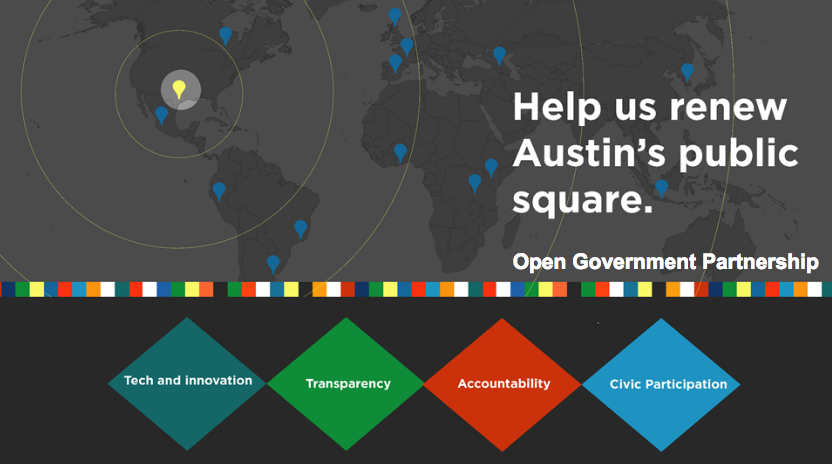 Help us renew
Austin’s public
square.
Open Government Partnership
Tech and innovation
Transparency
Accountability
Civic Participation